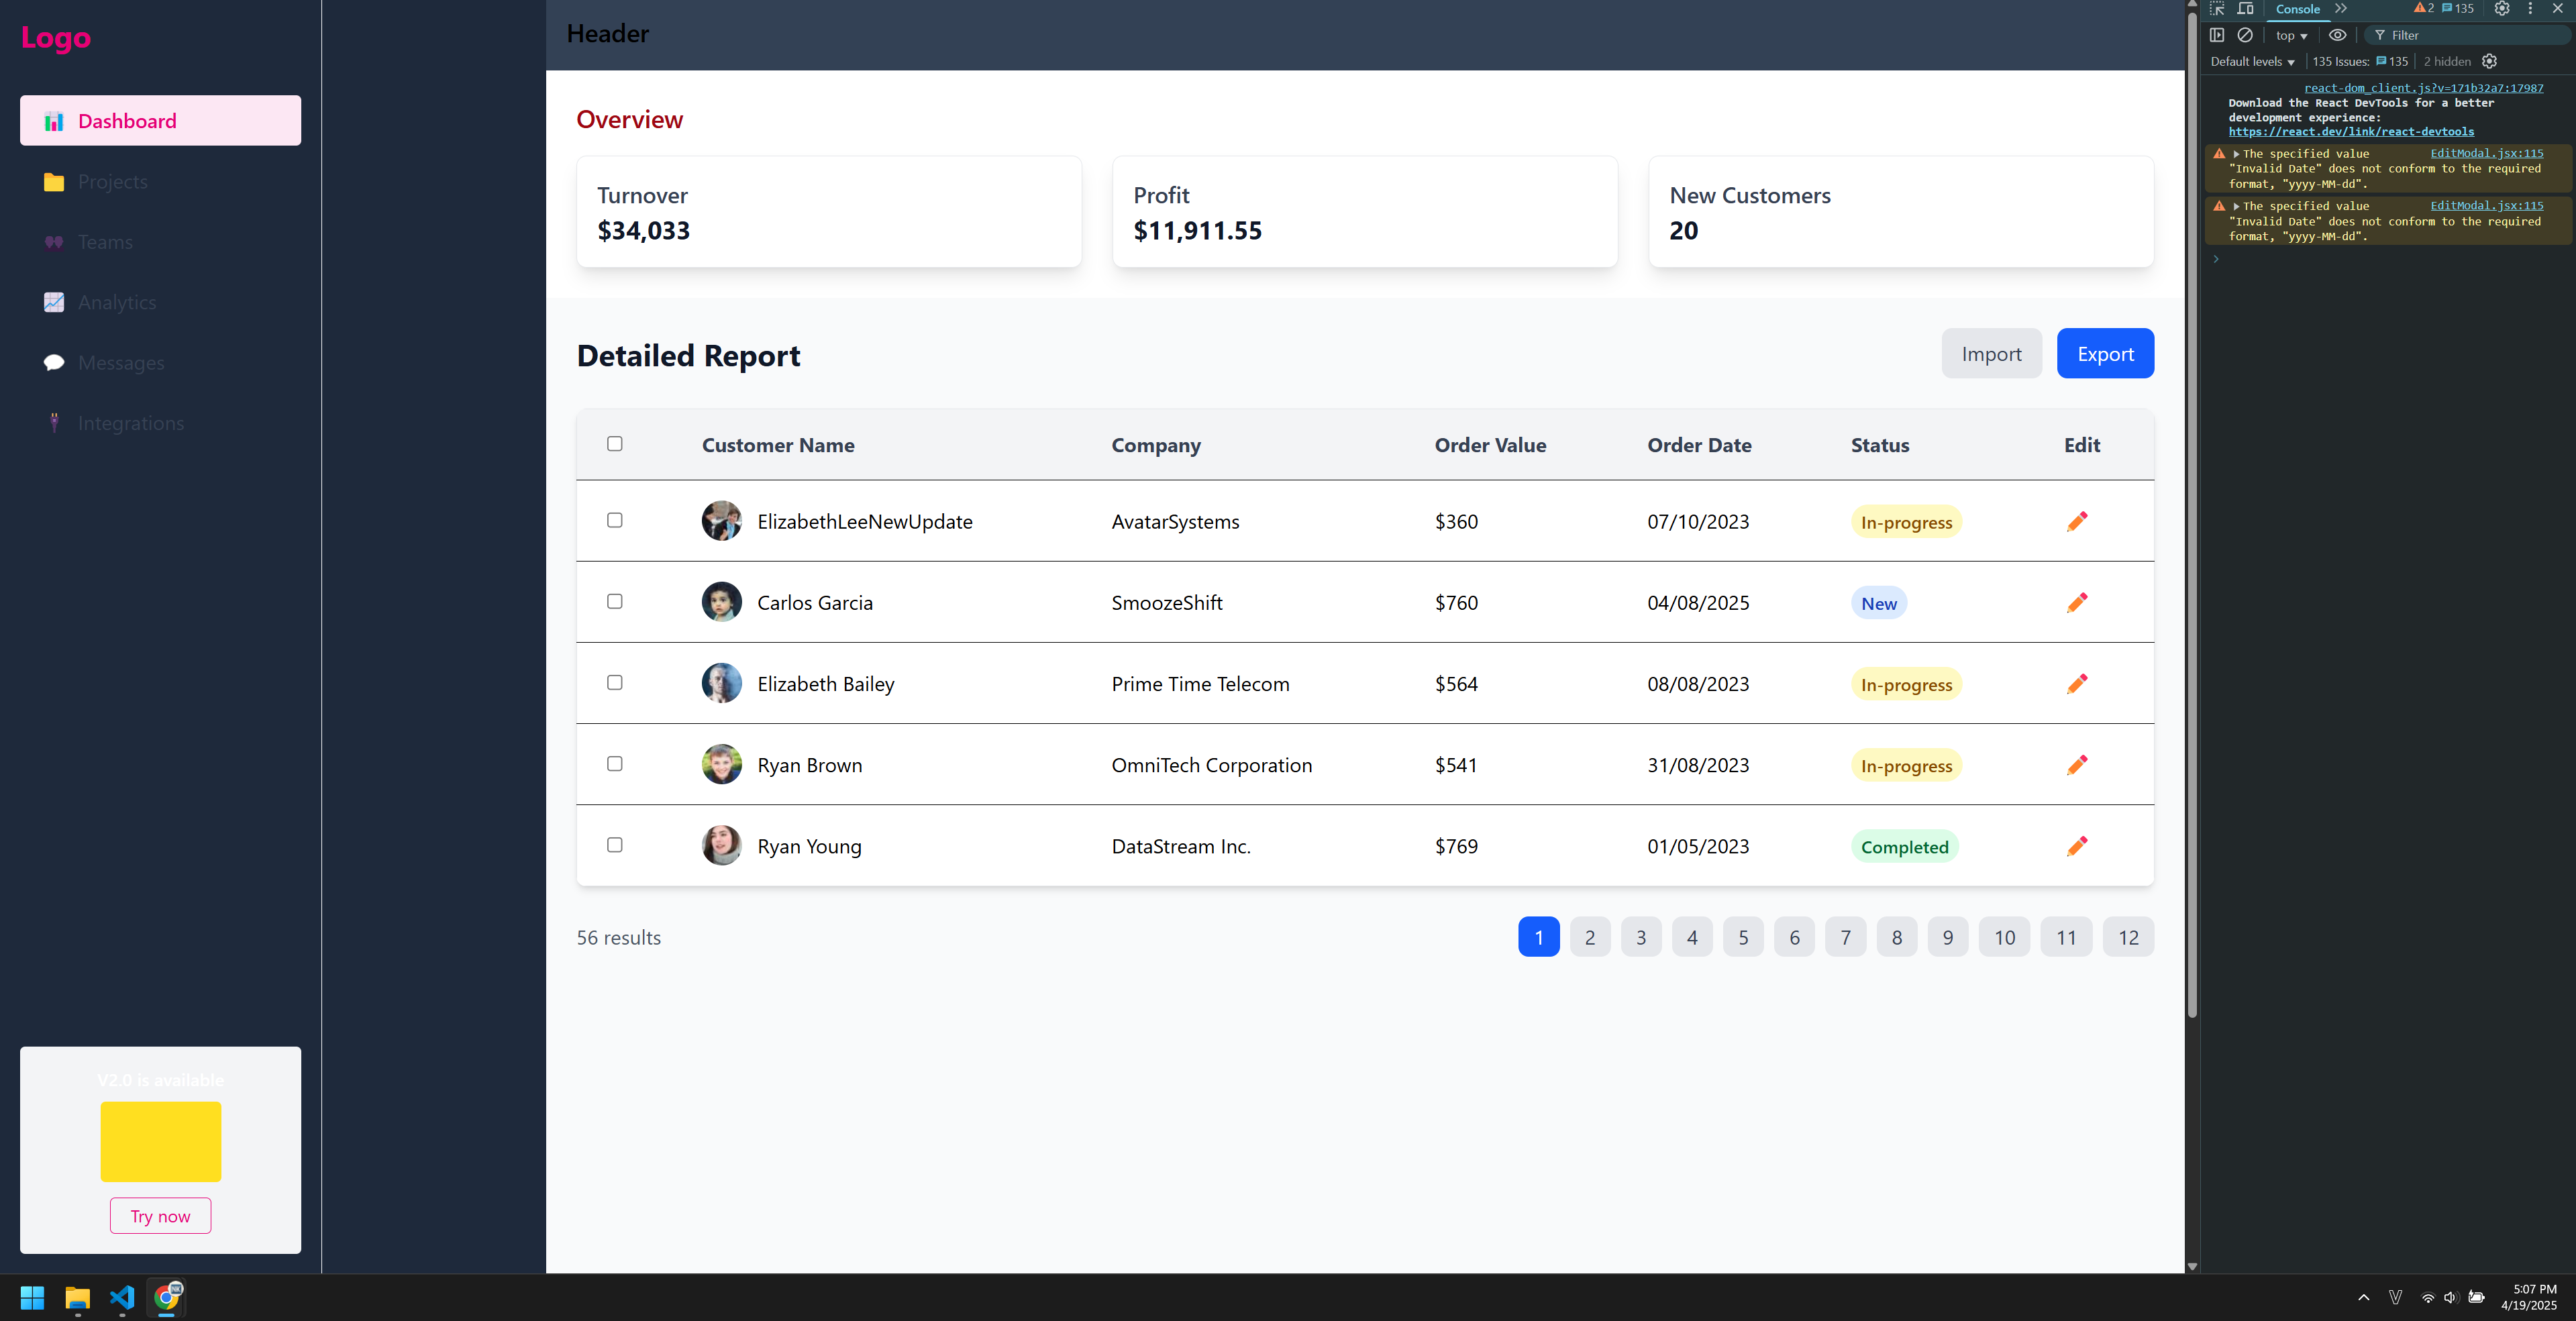 Logo
Dashboard
Projects
Teams
Analytics
Messages
Integrations
V2.0 is available
Try now
Header
Overview
Turnover
$34,033
Profit
$11,911.55
New Customers
20
Detailed Report
Import
Export
Customer Name Company Order Value Order Date Status Edit
ElizabethLeeNewUpdate AvatarSystems $360 07/10/2023 In-progress
Carlos Garcia SmoozeShift $760 04/08/2025 New
Elizabeth Bailey Prime Time Telecom $564 08/08/2023 In-progress
Ryan Brown OmniTech Corporation $541 31/08/2023 In-progress
Ryan Young DataStream Inc. $769 01/05/2023 Completed
56 results
1 2 3 4 5 6 7 8 9 10 11 12
Console 2 135
top Filter
Default levels 135 Issues: 135 2 hidden
react-dom_client.js?v=171b32a7:17987
Download the React DevTools for a better
development experience:
https://react.dev/link/react-devtools
The specified value EditModal.jsx:115
"Invalid Date" does not conform to the required
format, "yyyy-MM-dd".
The specified value EditModal.jsx:115
"Invalid Date" does not conform to the required
format, "yyyy-MM-dd".
V
5:07 PM
4/19/2025